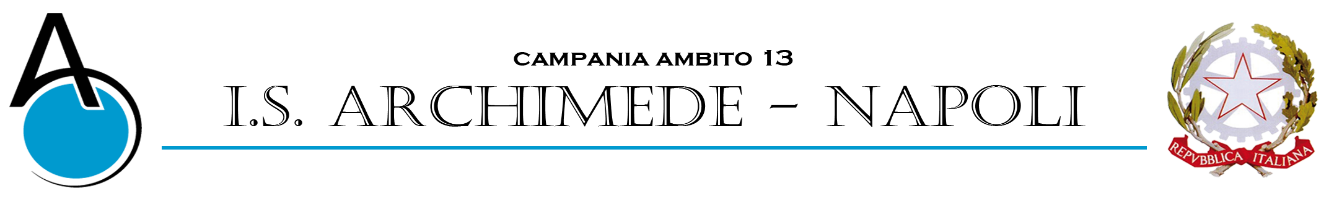 A
CAMPANIA AMBITO 13
I.S. ARCHIMEDE – NAPOLI
REPVBBLICA ITALIANA